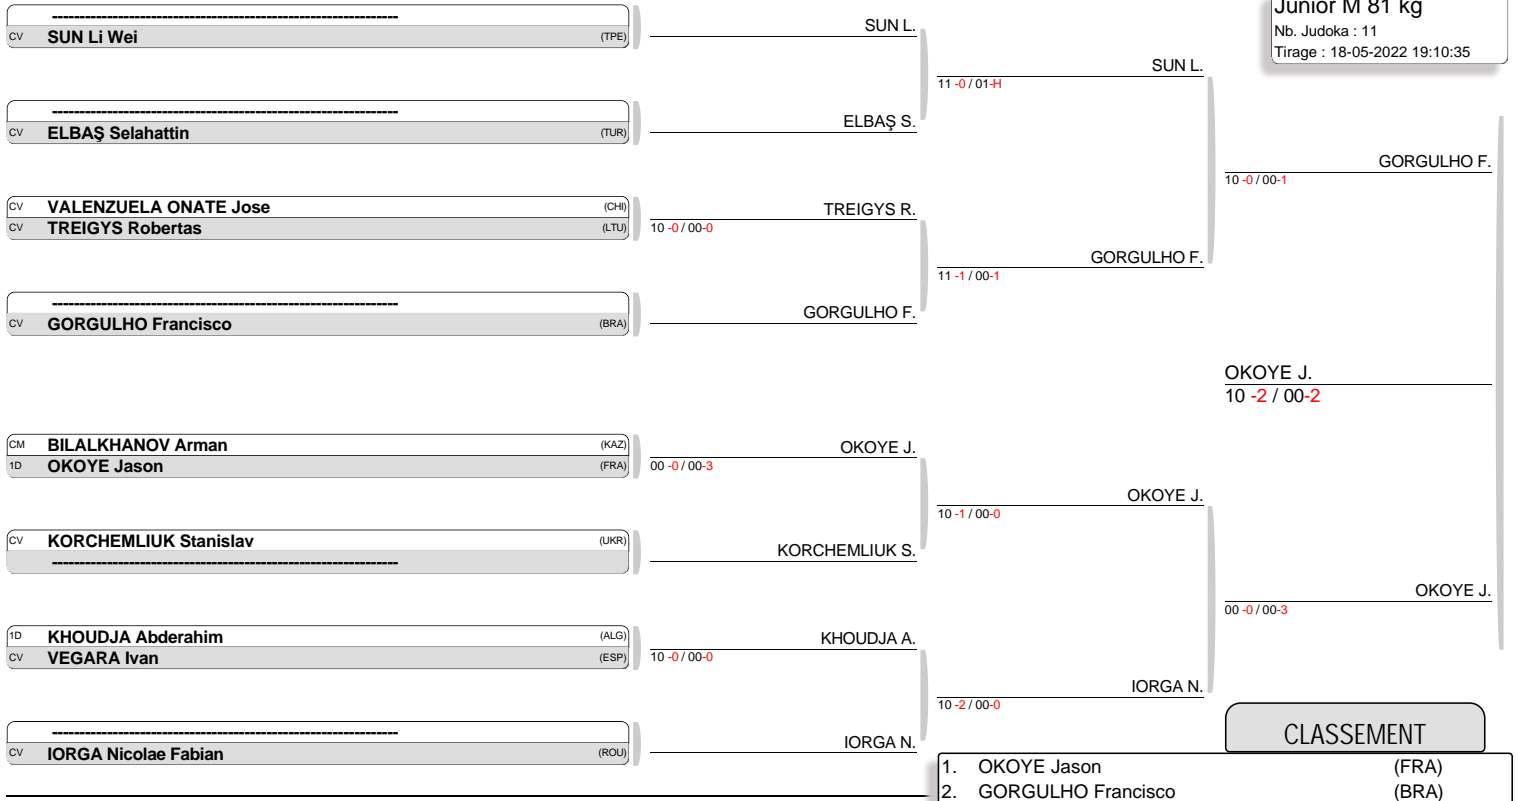 Junior M 81 kg
Nb. Judoka : 11
Tirage : 18-05-2022 19:10:35
----------------------------------------------------------------
CV SUN Li Wei (TPE)
----------------------------------------------------------------
CV ELBAŞ Selahattin (TUR)
CV VALENZUELA ONATE Jose (CHI)
CV TREIGYS Robertas (LTU)
----------------------------------------------------------------
CV GORGULHO Francisco (BRA)
CM BILALKHANOV Arman (KAZ)
1D OKOYE Jason (FRA)
CV KORCHEMLIUK Stanislav (UKR)
----------------------------------------------------------------
1D KHOUDJA Abderahim (ALG)
CV VEGARA Ivan (ESP)
----------------------------------------------------------------
CV IORGA Nicolae Fabian (ROU)
SUN L.
ELBAŞ S.
TREIGYS R.
10 -0 / 00-0
GORGULHO F.
OKOYE J.
00 -0 / 00-3
KORCHEMLIUK S.
KHOUDJA A.
10 -0 / 00-0
IORGA N.
SUN L.
11 -0 / 01-H
GORGULHO F.
11 -1 / 00-1
OKOYE J.
10 -1 / 00-0
IORGA N.
10 -2 / 00-0
GORGULHO F.
10 -0 / 00-1
OKOYE J.
10 -2 / 00-2
OKOYE J.
00 -0 / 00-3
CLASSEMENT
1. OKOYE Jason (FRA)
2. GORGULHO Francisco (BRA)